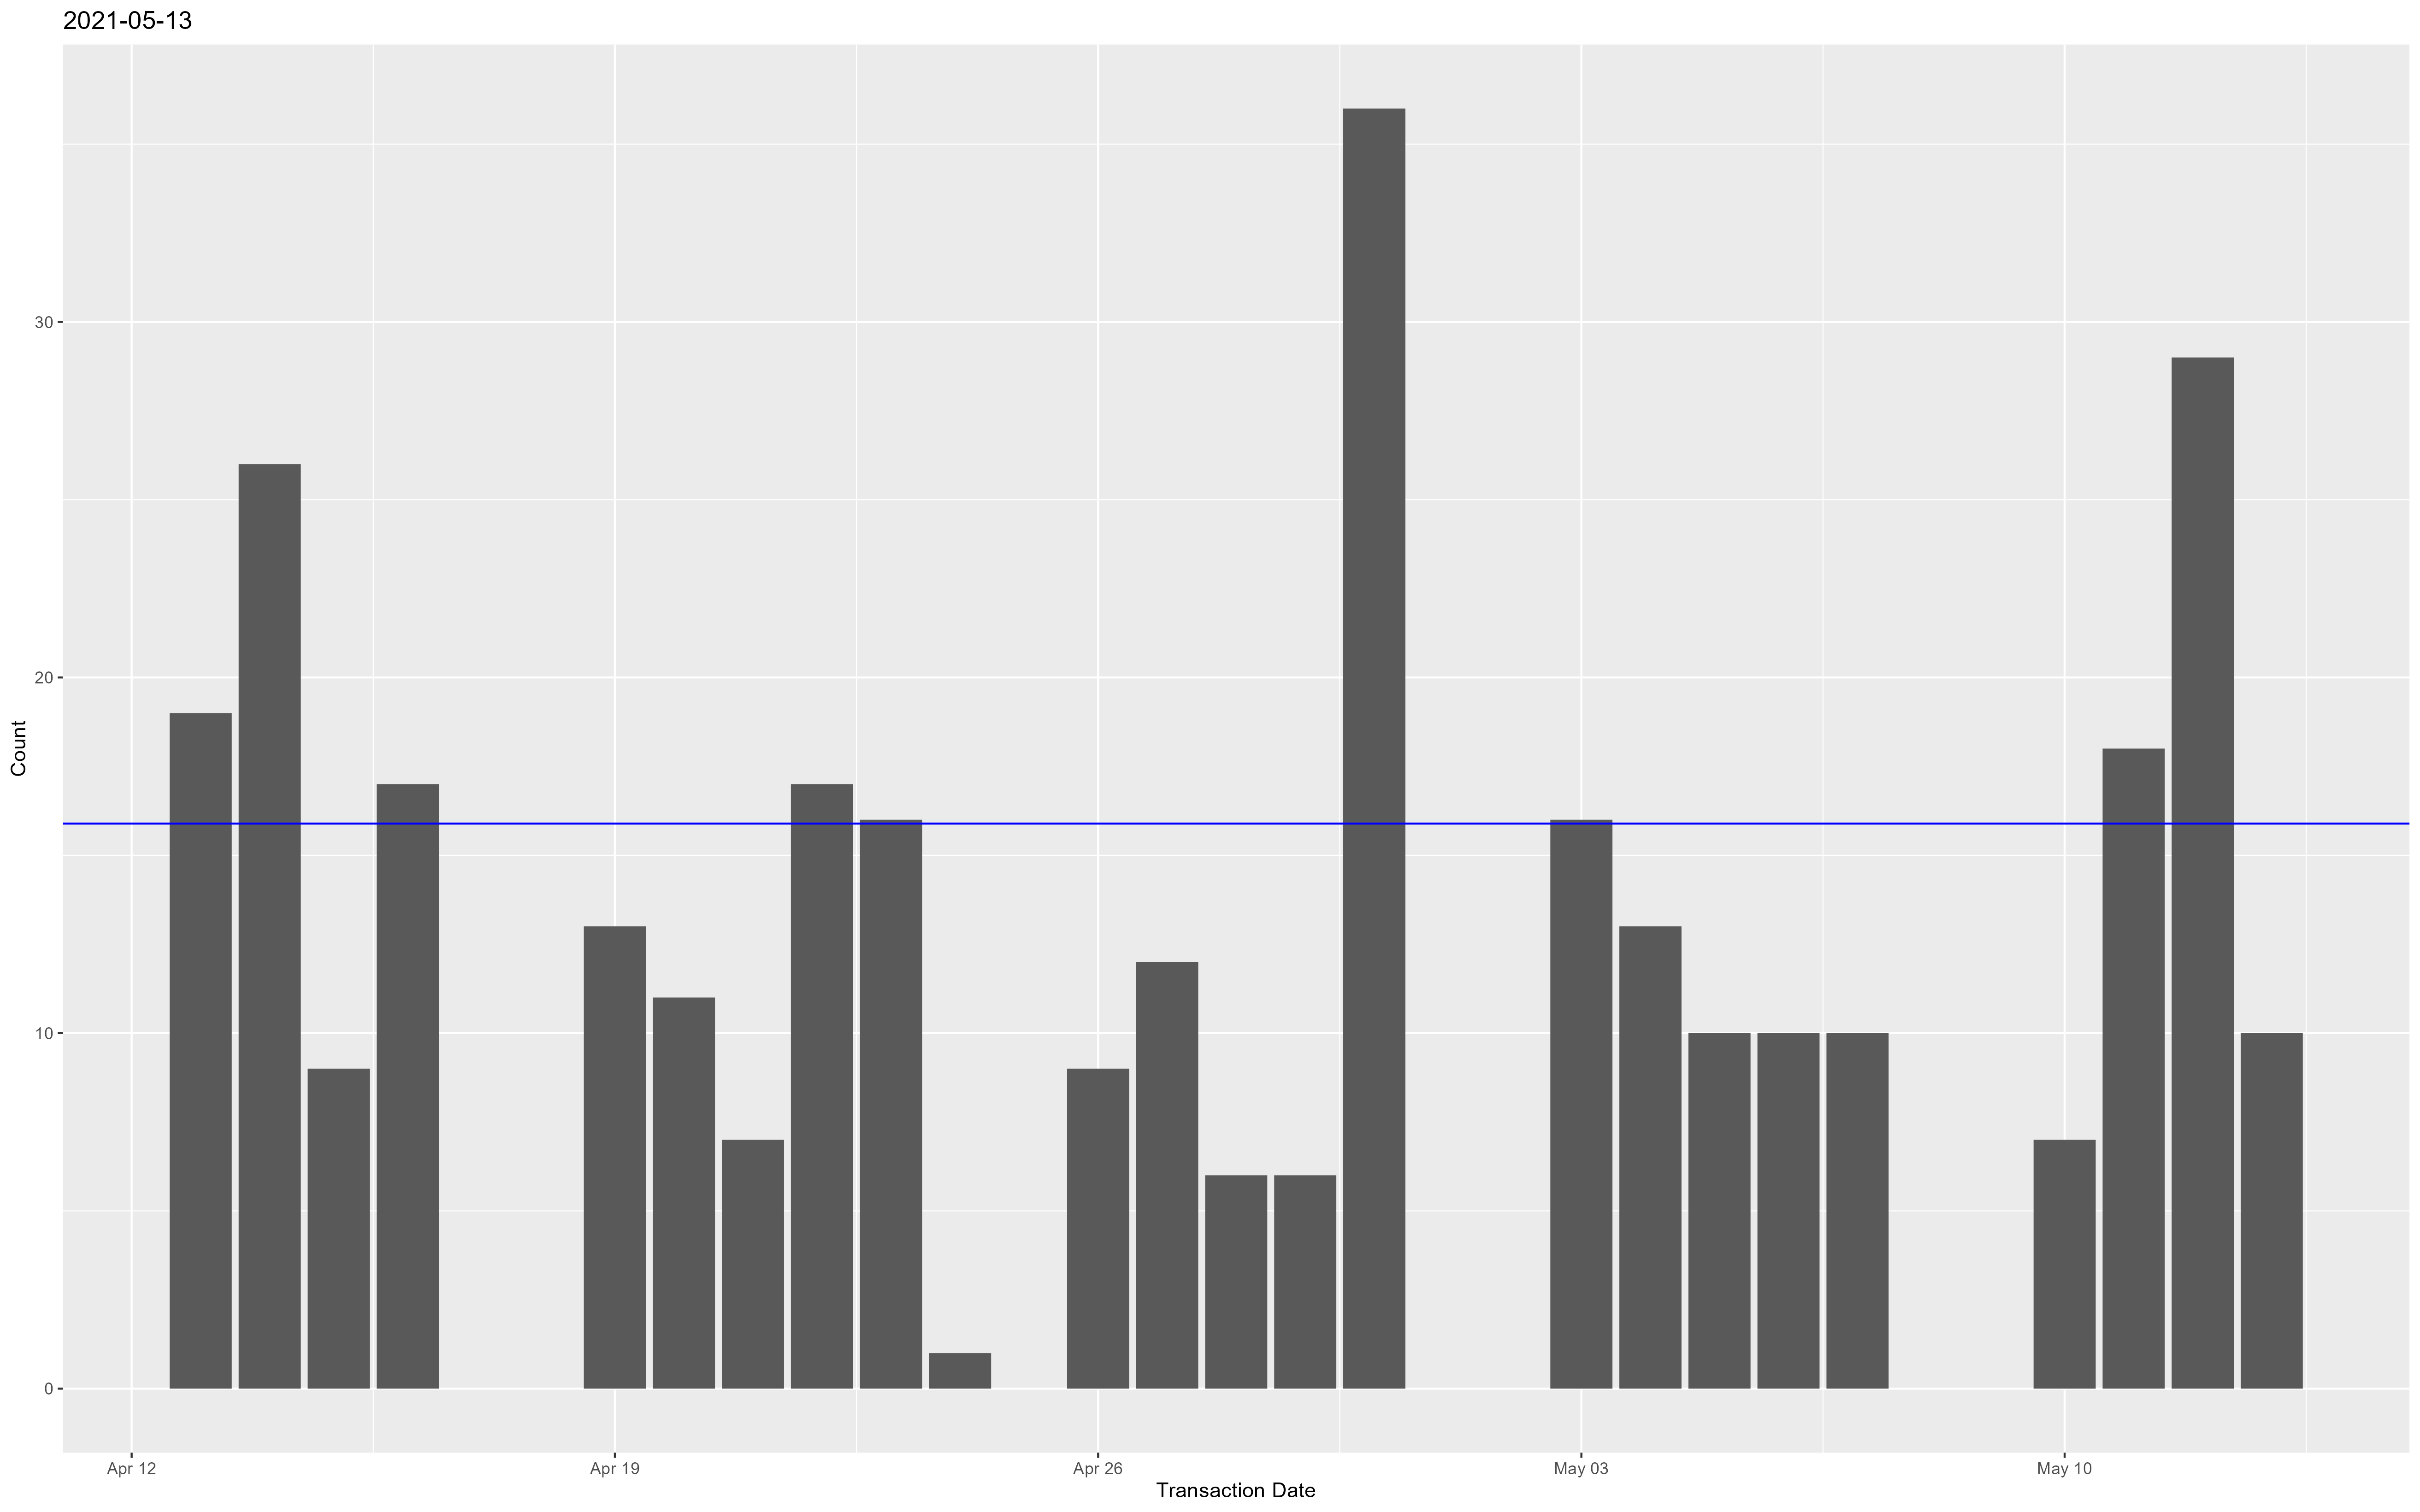 2021-05-13
30
20
10
0
Count
Apr 12
Apr 19
Apr 26
May 03
May 10
Transaction Date